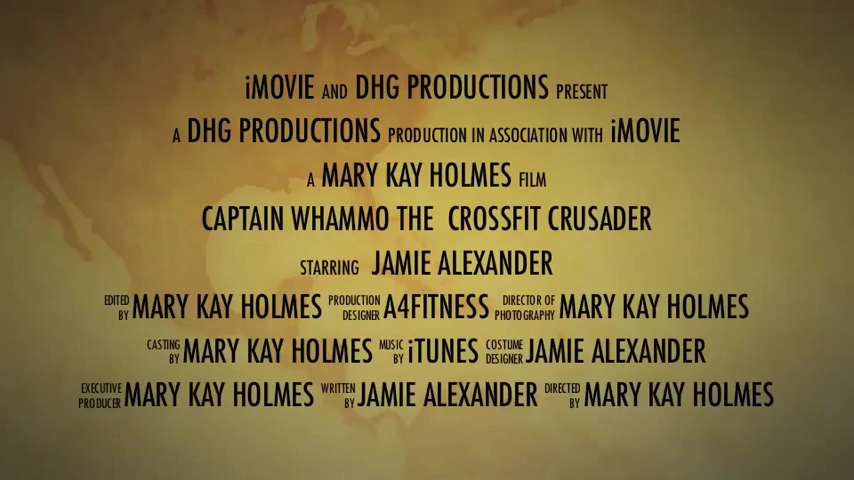 iMOVIE AND DHG PRODUCTIONS PRESENT
A DHG PRODUCTIONS PRODUCTION IN ASSOCIATION WITH iMOVIE
A MARY KAY HOLMES FILM
CAPTAIN WHAMMO THE CROSSFIT CRUSADER
STARRING JAMIE ALEXANDER
EDITED BY MARY KAY HOLMES PRODUCTION DESIGNER A4FITNESS DIRECTOR OF PHOTOGRAPHY MARY KAY HOLMES
CASTING BY MARY KAY HOLMES MUSIC BY iTUNES COSTUME DESIGNER JAMIE ALEXANDER
EXECUTIVE PRODUCER MARY KAY HOLMES WRITTEN BY JAMIE ALEXANDER DIRECTED BY MARY KAY HOLMES